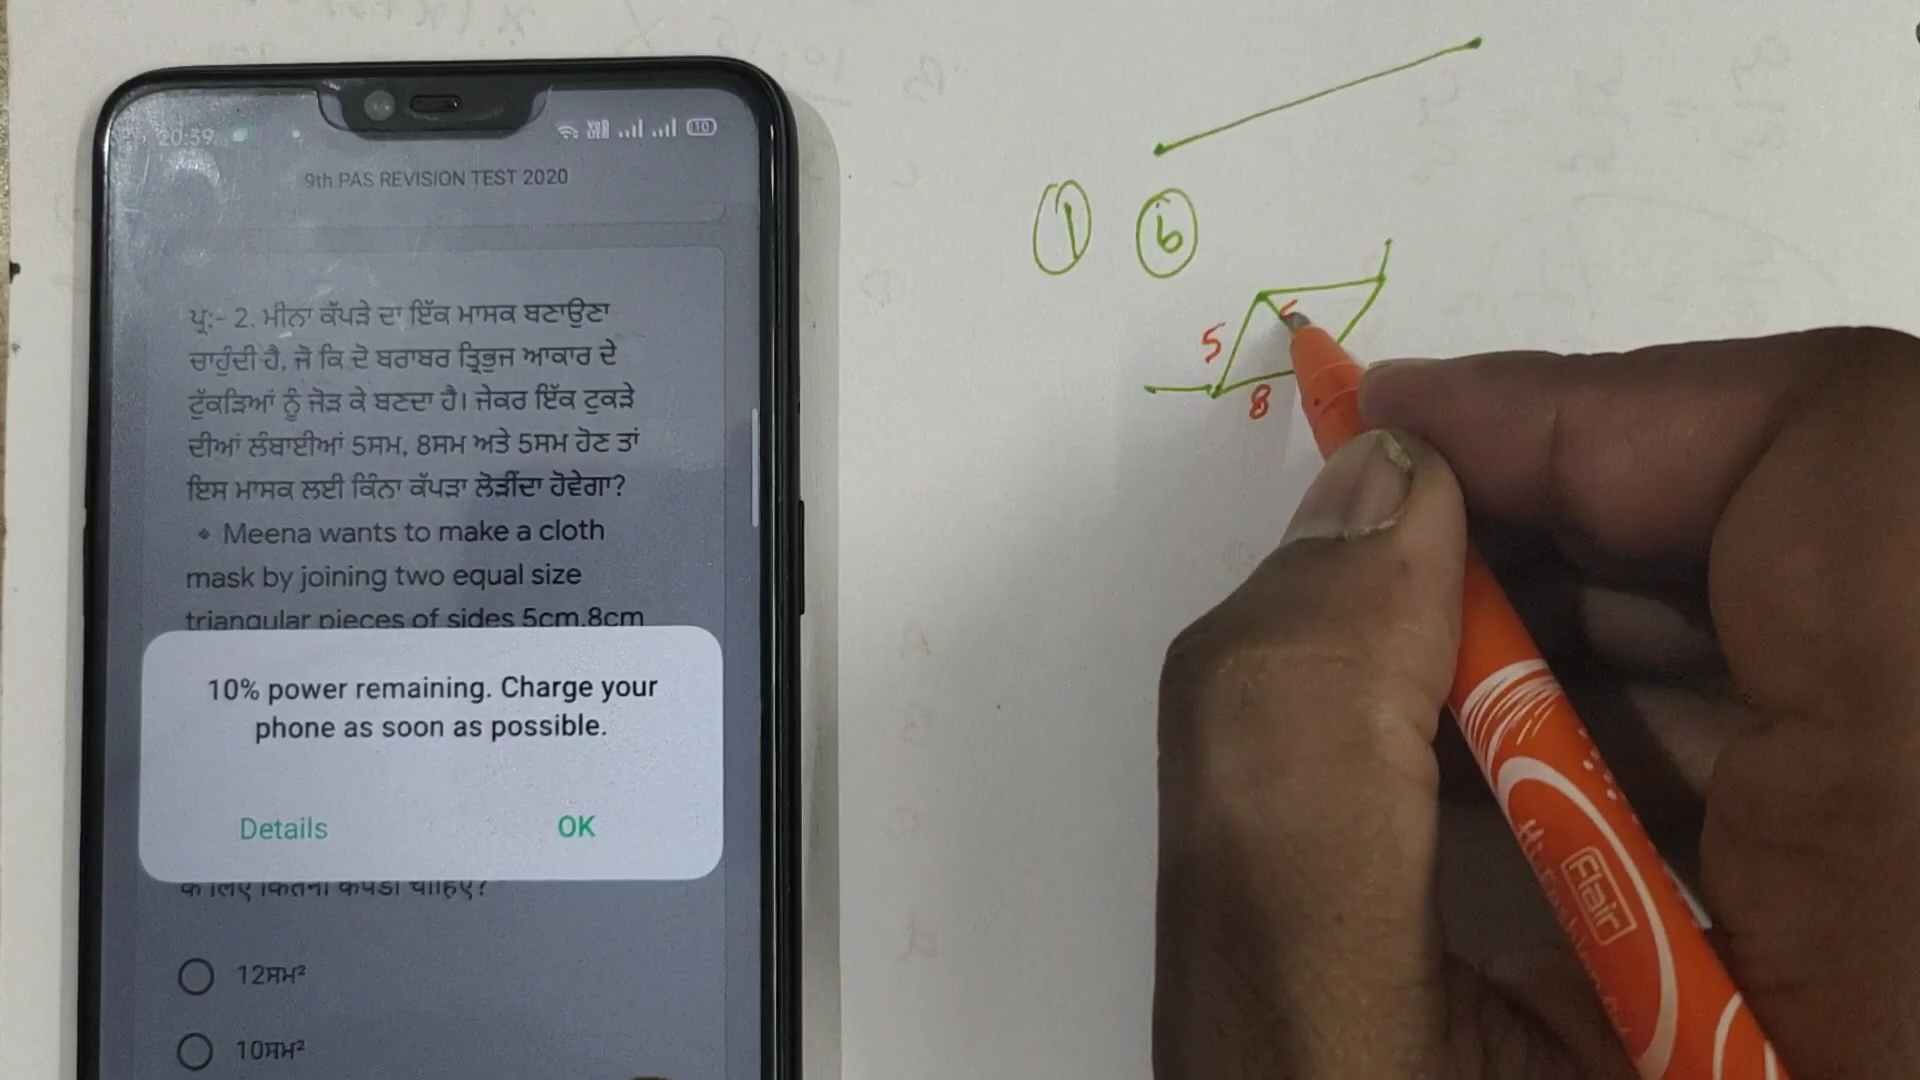 20:39
10
9th PAS REVISION TEST 2020
ਪ੍ਰ:- 2. ਮੀਨਾ ਕੱਪੜੇ ਦਾ ਇੱਕ ਮਾਸਕ ਬਣਾਉਣਾ
ਚਾਹੁੰਦੀ ਹੈ, ਜੋ ਕਿ ਦੋ ਬਰਾਬਰ ਤ੍ਰਿਭੁਜ ਆਕਾਰ ਦੇ
ਟੁੱਕੜਿਆਂ ਨੂੰ ਜੋੜ ਕੇ ਬਣਦਾ ਹੈ। ਜੇਕਰ ਇੱਕ ਟੁਕੜੇ
ਦੀਆਂ ਲੰਬਾਈਆਂ 5ਸਮ, 8ਸਮ ਅਤੇ 5ਸਮ ਹੋਣ ਤਾਂ
ਇਸ ਮਾਸਕ ਲਈ ਕਿੰਨਾ ਕੱਪੜਾ ਲੋੜੀਂਦਾ ਹੋਵੇਗਾ?
Meena wants to make a cloth
mask by joining two equal size
triangular pieces of sides 5cm,8cm
10% power remaining. Charge your
phone as soon as possible.
Details OK
के लिए कितना कपडा चाहिए?
12ਸਮ²
10ਸਮ²
1 b
5
8
Flair